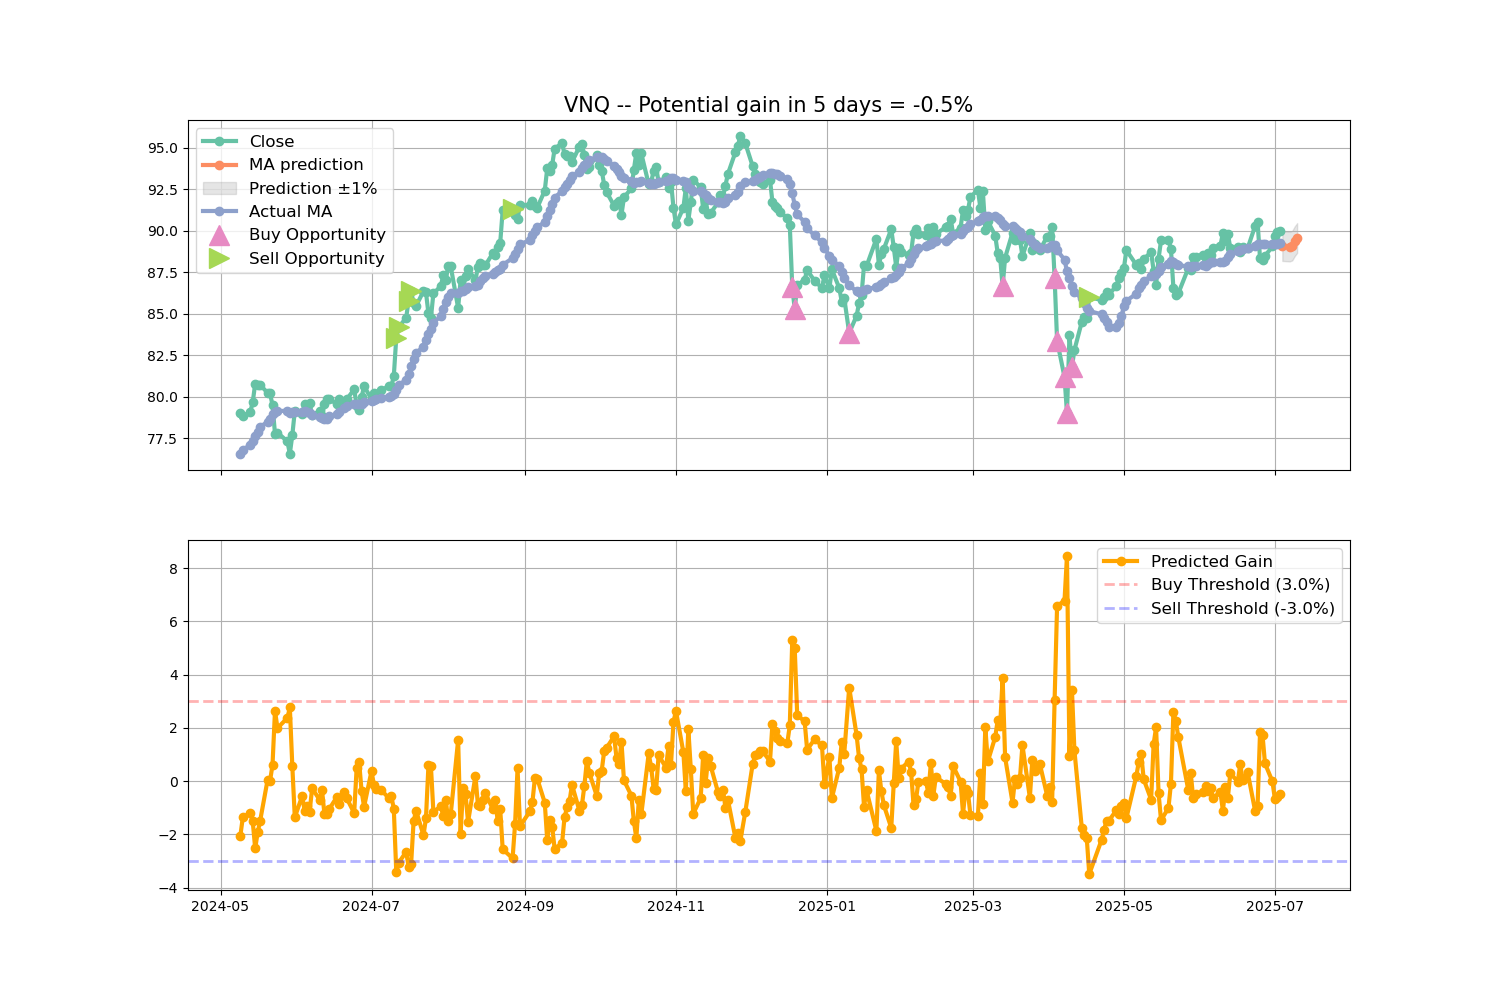 VNQ -- Potential gain in 5 days = -0.5%
95.0
92.5
90.0
87.5
85.0
82.5
80.0
77.5
Close
MA prediction
Prediction ±1%
Actual MA
Buy Opportunity
Sell Opportunity
8
6
4
2
0
−2
−4
Predicted Gain
Buy Threshold (3.0%)
Sell Threshold (-3.0%)
2024-05 2024-07 2024-09 2024-11 2025-01 2025-03 2025-05 2025-07